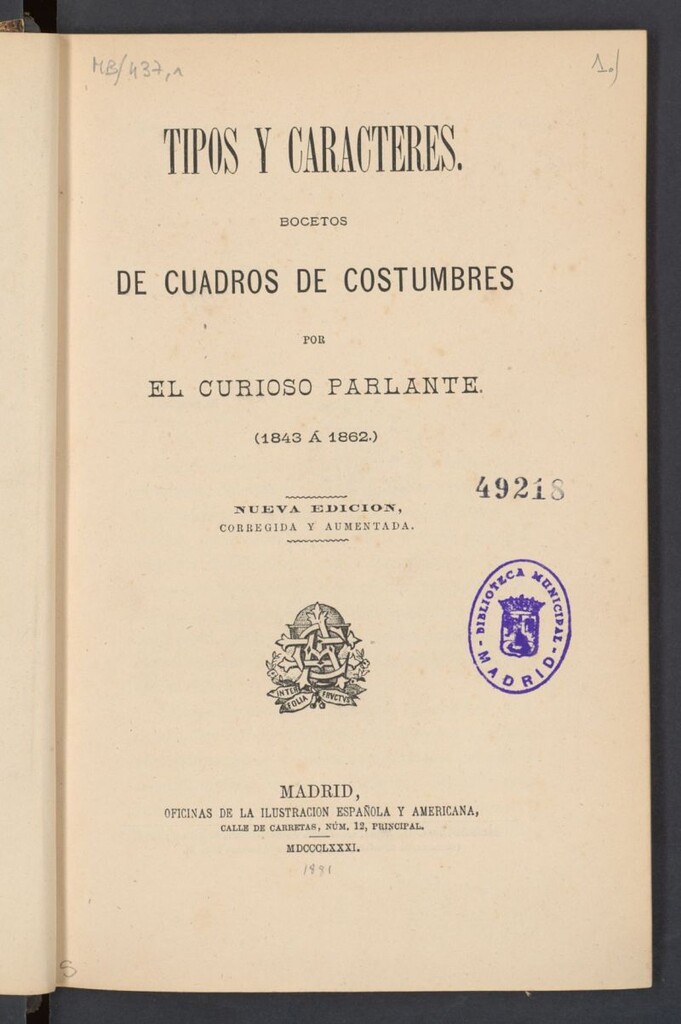 MB/437,1
1.)
TIPOS Y CARACTERES.
BOCETOS
DE CUADROS DE COSTUMBRES
POR
EL CURIOSO PARLANTE.
(1843 Á 1862.)
49218
NUEVA EDICION,
CORREGIDA Y AUMENTADA.
BIBLIOTECA MUNICIPAL
- MADRID -
INTER FOLIA FRVCTVS
MADRID,
OFICINAS DE LA ILUSTRACION ESPAÑOLA Y AMERICANA,
CALLE DE CARRETAS, NÚM. 12, PRINCIPAL.
MDCCCLXXXI.
1881
S